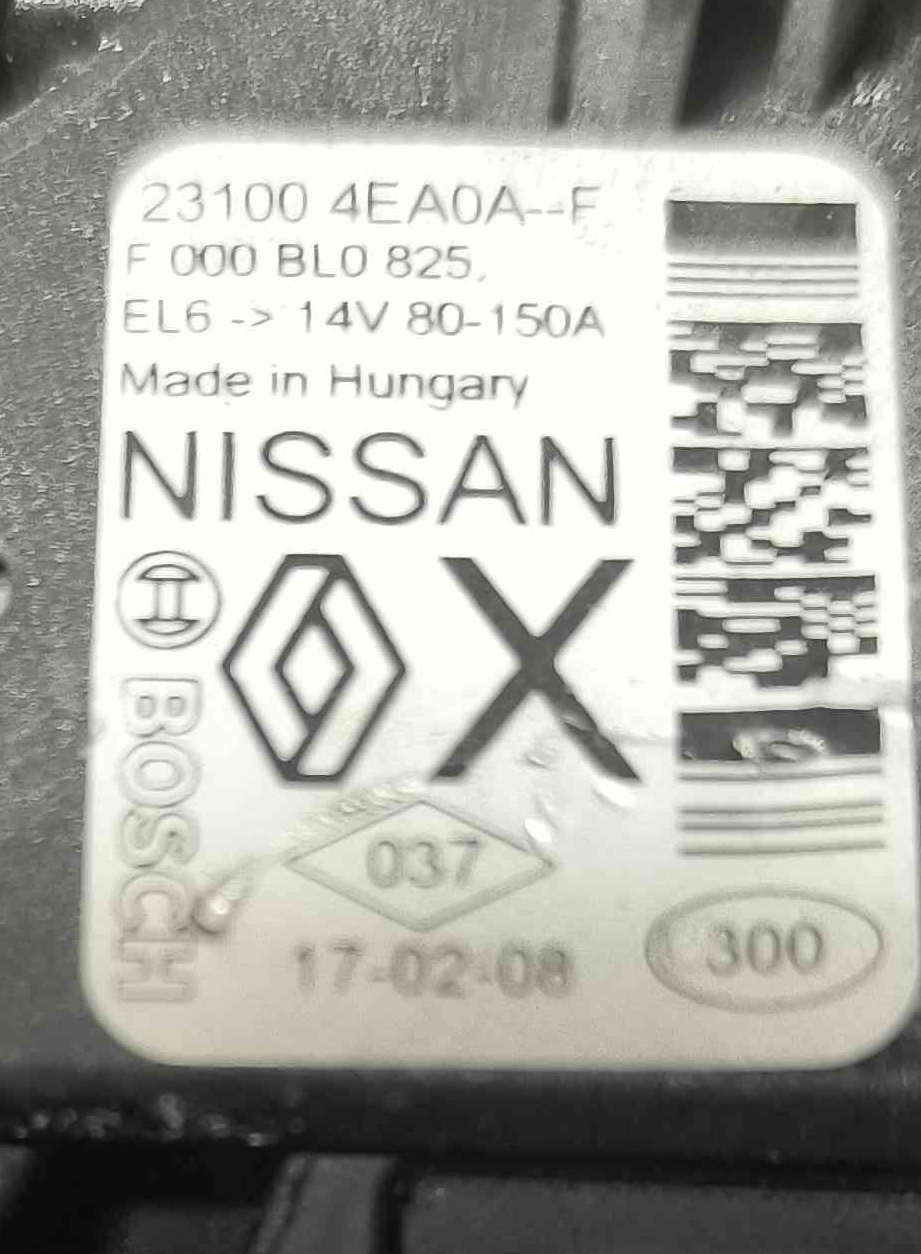 23100 4EA0A--F
F 000 BL0 825,
EL6 -> 14V 80-150A
Made in Hungary
NISSAN
X
BOSCH
037
17-02-08
300